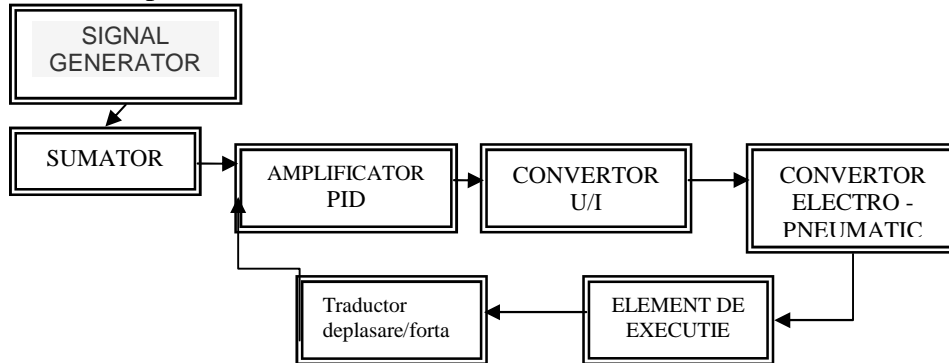 SIGNAL
GENERATOR
SUMATOR
AMPLIFICATOR
PID
CONVERTOR
U/I
CONVERTOR
ELECTRO -
PNEUMATIC
Traductor
deplasare/forta
ELEMENT DE
EXECUTIE